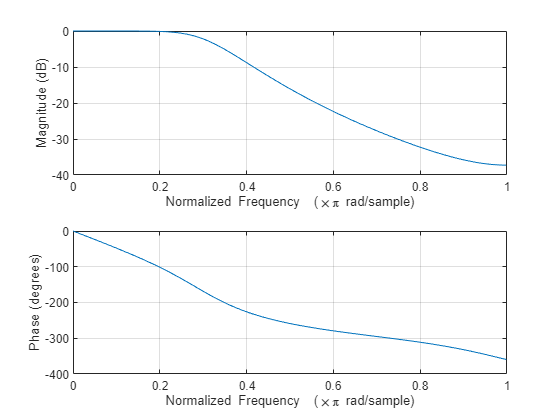 0
-10
-20
-30
-40
Magnitude (dB)
0 0.2 0.4 0.6 0.8 1
Normalized Frequency (×π rad/sample)
0
-100
-200
-300
-400
Phase (degrees)
0 0.2 0.4 0.6 0.8 1
Normalized Frequency (×π rad/sample)